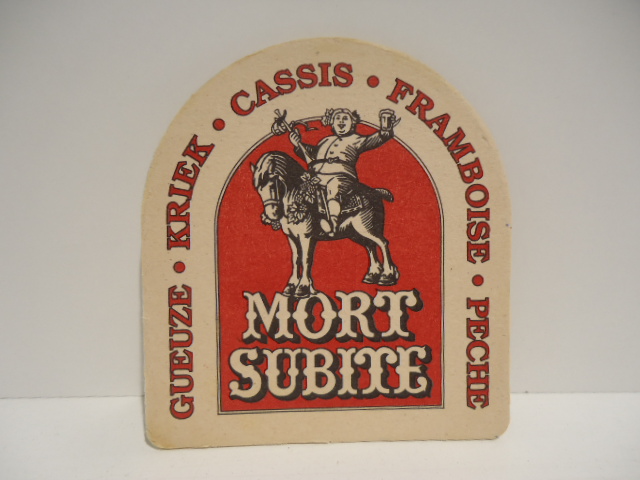 GUEUZE • KRIEK • CASSIS • FRAMBOISE • PECHE
MORT
SUBITE